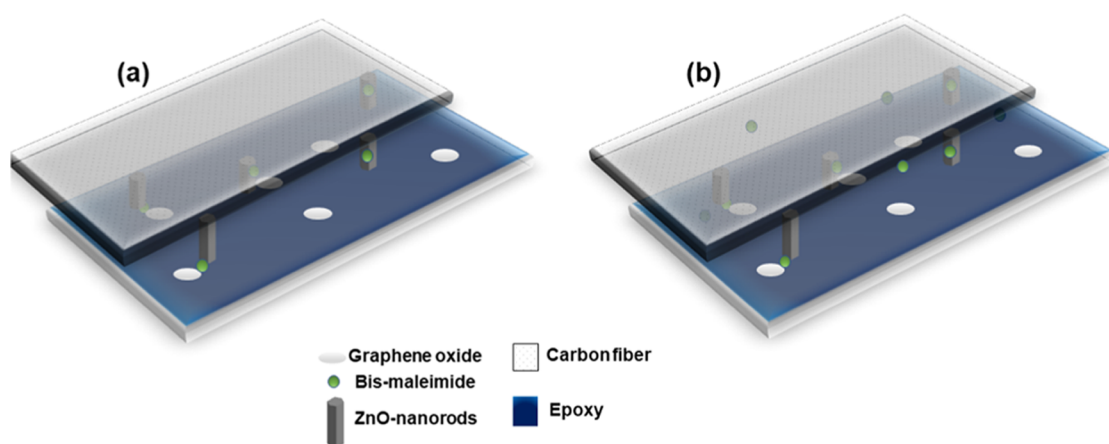 (a)
(b)
Graphene oxide
Bis-maleimide
ZnO-nanorods
Carbon fiber
Epoxy